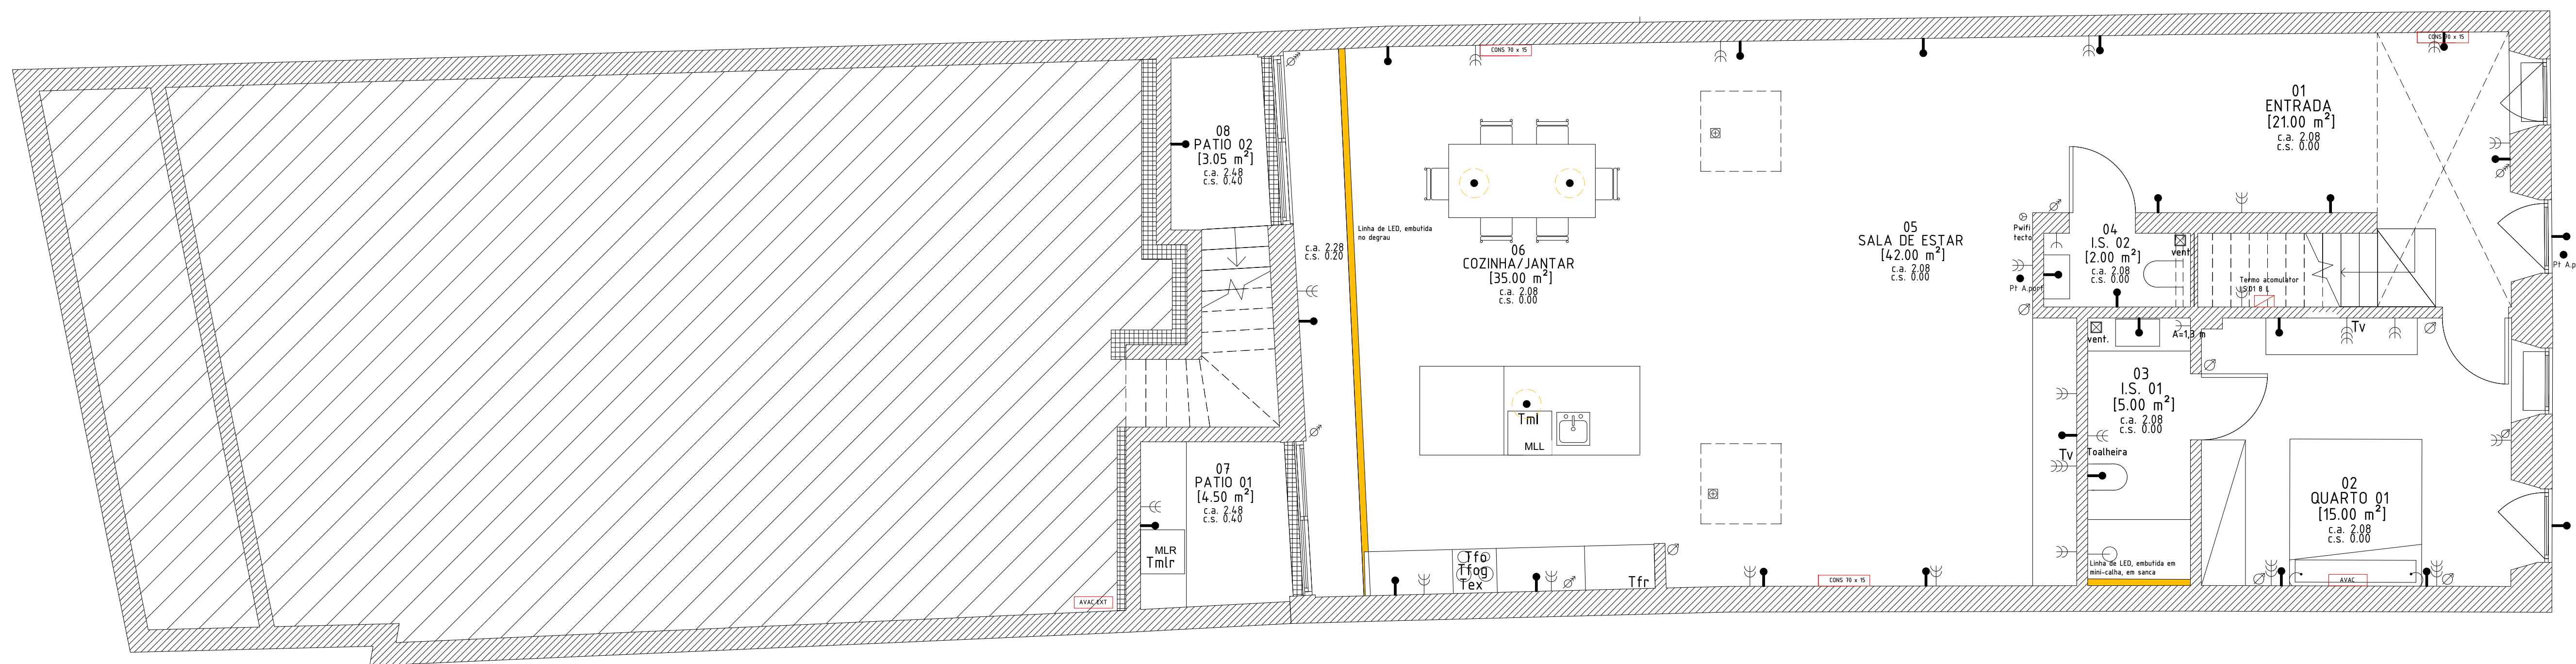 CONS 70 x 15
CONS 70 x 15
01
ENTRADA
[21.00 m²]
c.a. 2.08
c.s. 0.00
08
PATIO 02
[3.05 m²]
c.a. 2.48
c.s. 0.40
Linha de LED, embutida
no degrau
c.a. 2.28
c.s. 0.20
06
COZINHA/JANTAR
[35.00 m²]
c.a. 2.08
c.s. 0.00
05
SALA DE ESTAR
[42.00 m²]
c.a. 2.08
c.s. 0.00
Pwifi
tecto
04
I.S. 02
[2.00 m²]
c.a. 2.08
c.s. 0.00
vent.
Pt A.port
Termo acomulator
Pt A.p
Tv
vent.
A=1,3 m
03
I.S. 01
[5.00 m²]
c.a. 2.08
c.s. 0.00
Tml
MLL
Tv
Toalheira
07
PATIO 01
[4.50 m²]
c.a. 2.48
c.s. 0.40
02
QUARTO 01
[15.00 m²]
c.a. 2.08
c.s. 0.00
MLR
Tmlr
Tfo
Tfog
Tex
Tfr
CONS 70 x 15
Linha de LED, embutida em
mini-calha, em sanca
AVAC
AVAC EXT